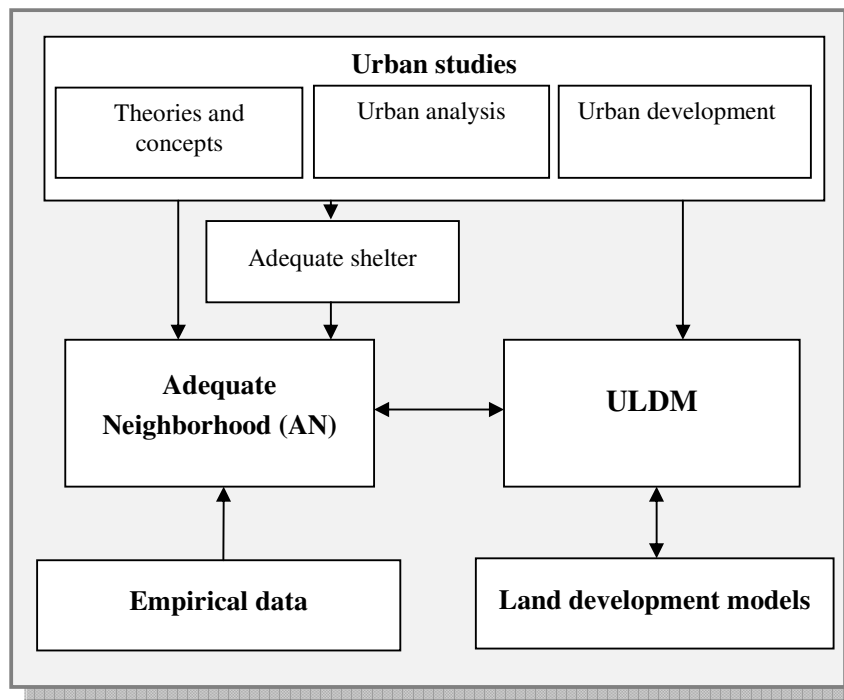 Urban studies
Theories and
concepts
Urban analysis
Urban development
Adequate shelter
Adequate
Neighborhood (AN)
ULDM
Empirical data
Land development models